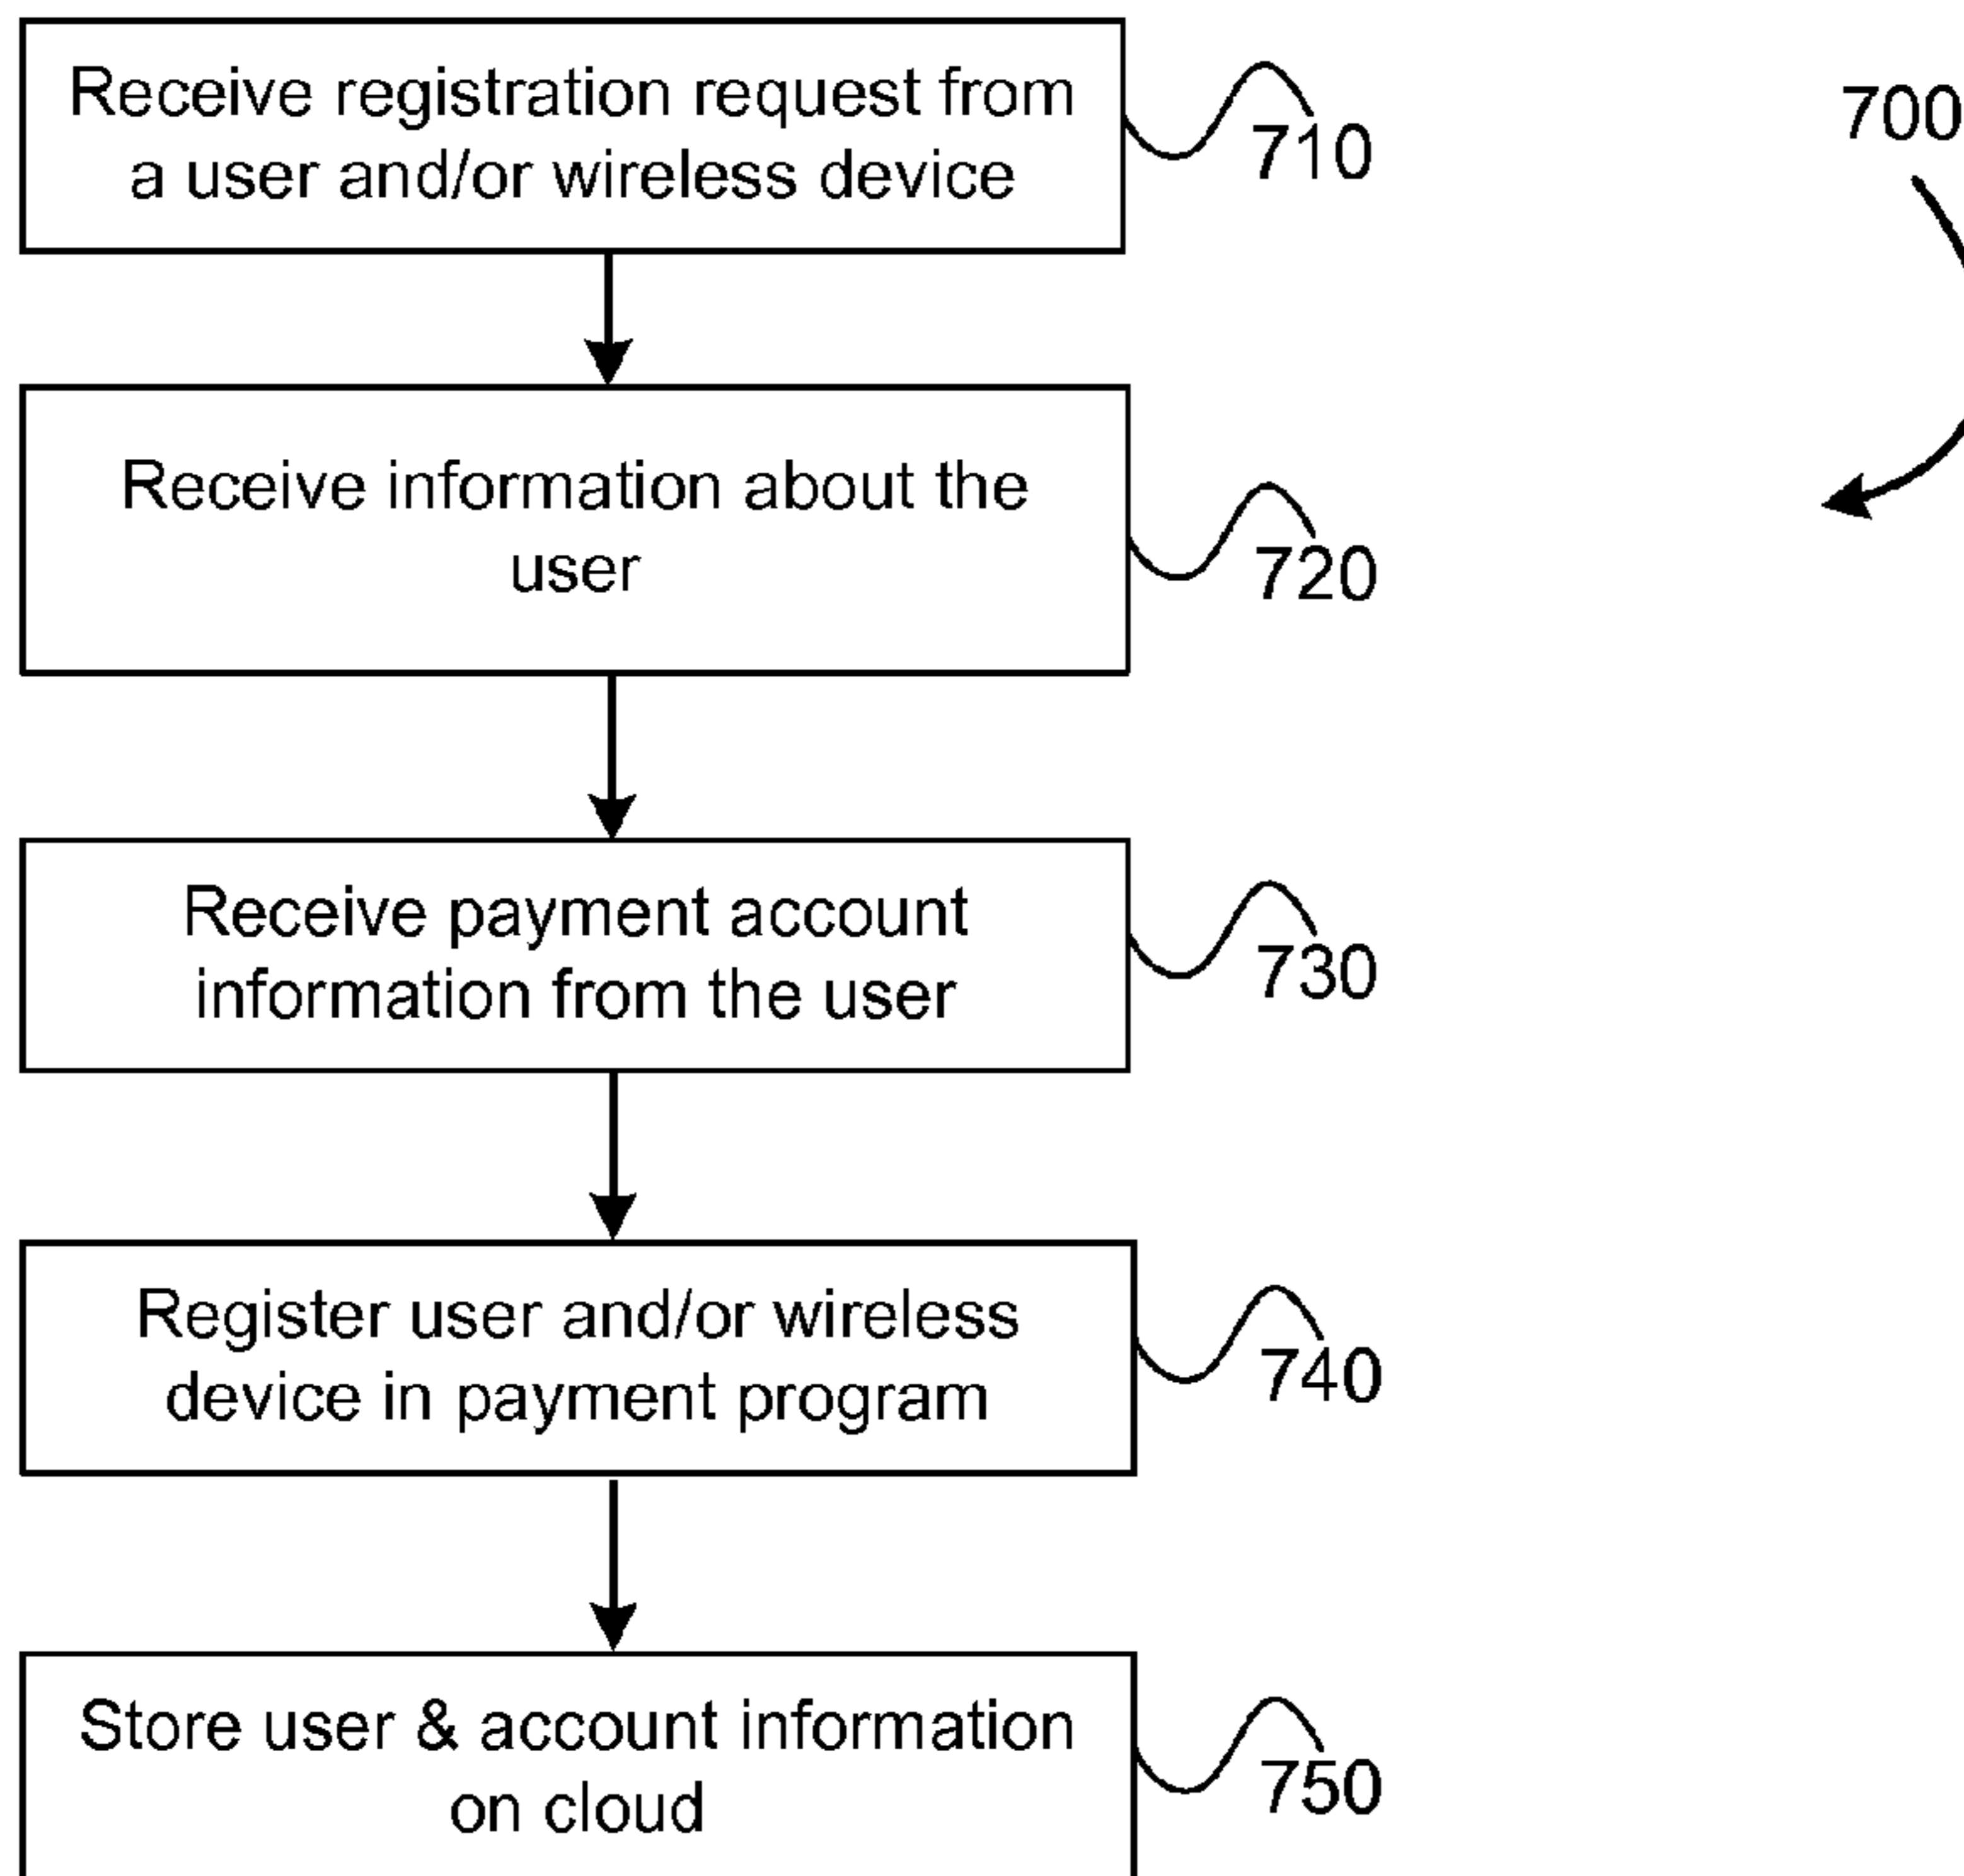 Receive registration request from
a user and/or wireless device
710
700
Receive information about the
user
720
Receive payment account
information from the user
730
Register user and/or wireless
device in payment program
740
Store user & account information
on cloud
750